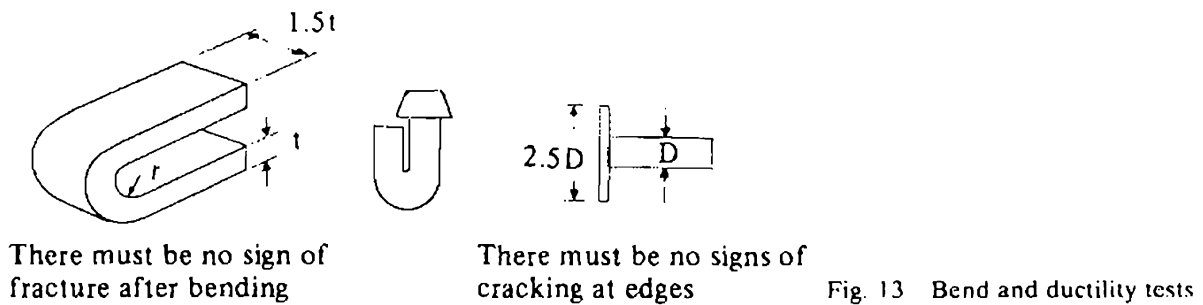 1.5t
t
r
2.5D
D
There must be no sign of
fracture after bending
There must be no signs of
cracking at edges
Fig. 13 Bend and ductility tests